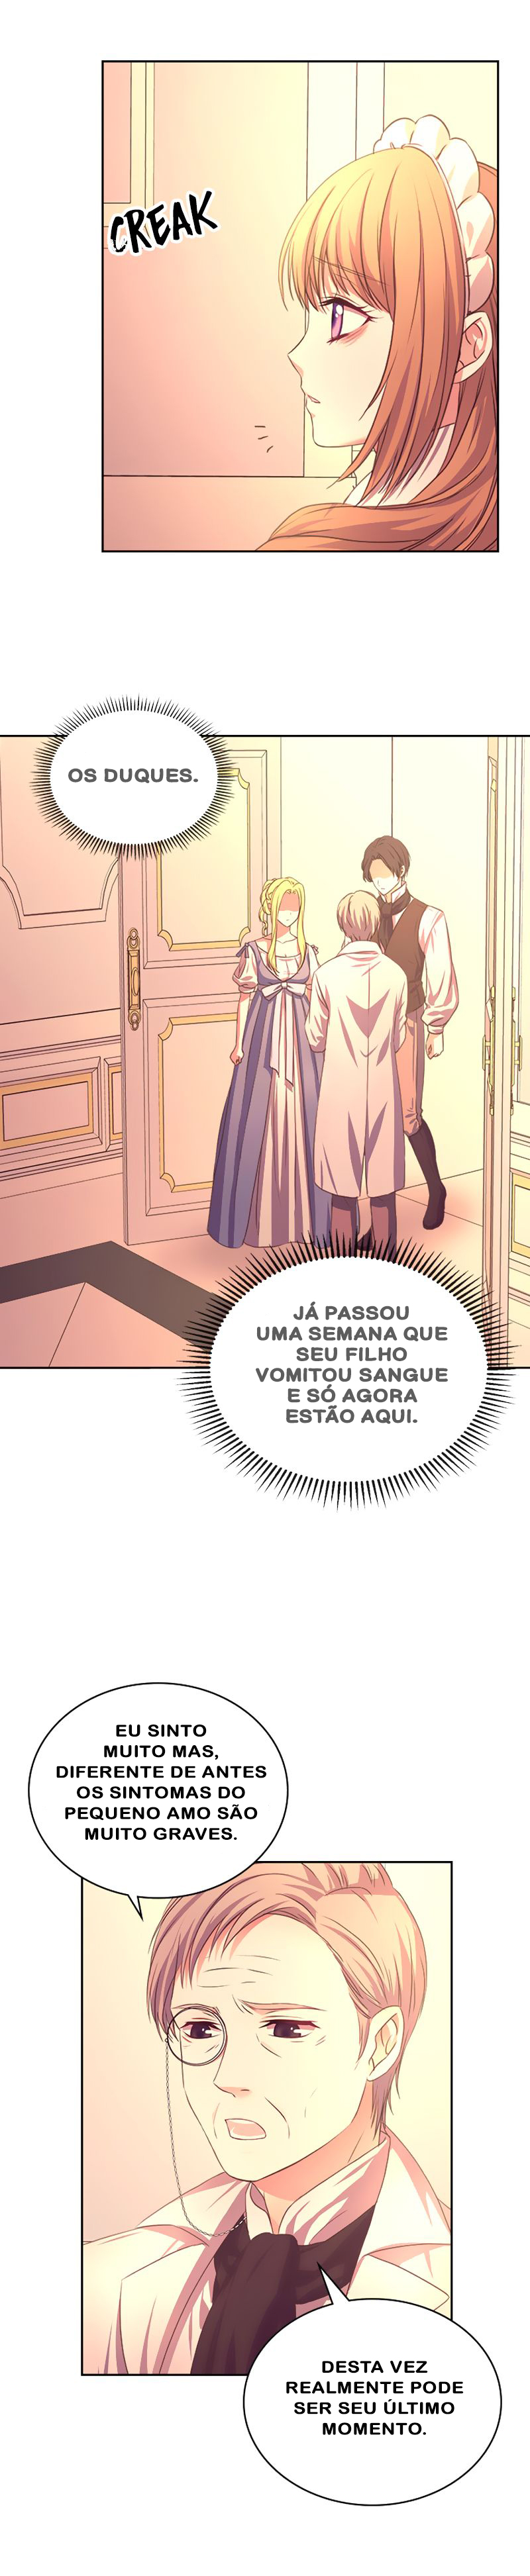 CREAK
OS DUQUES.
JÁ PASSOU
UMA SEMANA QUE
SEU FILHO
VOMITOU SANGUE
E SÓ AGORA
ESTÃO AQUI.
EU SINTO
MUITO MAS,
DIFERENTE DE ANTES
OS SINTOMAS DO
PEQUENO AMO SÃO
MUITO GRAVES.
DESTA VEZ
REALMENTE PODE
SER SEU ÚLTIMO
MOMENTO.